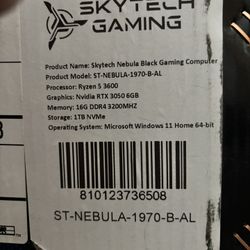 SKYTECH
GAMING
Product Name: Skytech Nebula Black Gaming Computer
Product Model: ST-NEBULA-1970-B-AL
Processor: Ryzen 5 3600
Graphics: Nvidia RTX 3050 6GB
Memory: 16G DDR4 3200MHZ
Storage: 1TB NVMe
Operating System: Microsoft Windows 11 Home 64-bit
810123736508
ST-NEBULA-1970-B-AL